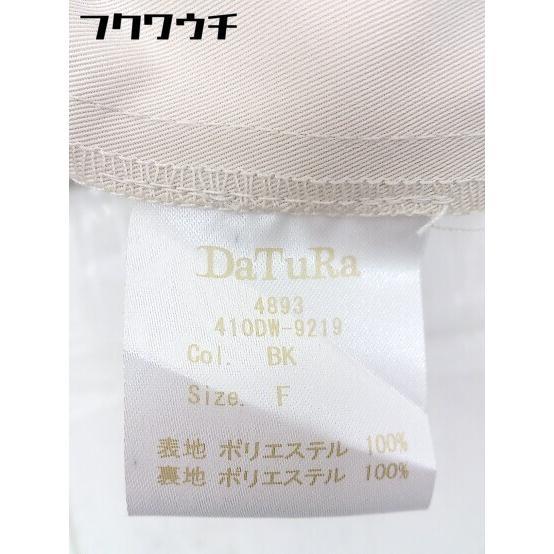 フクワウチ
DaTuRa
4893
410DW-9219
Col. BK
Size. F
表地 ポリエステル 100%
裏地 ポリエステル 100%